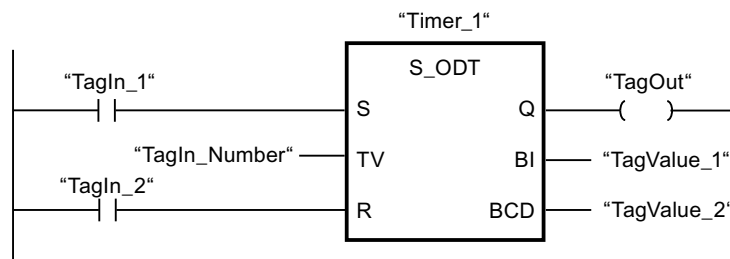 “Timer_1“
S_ODT
“TagIn_1“
“TagOut“
S
Q
“TagIn_Number“
TV
BI
“TagValue_1“
“TagIn_2“
R
BCD
“TagValue_2“